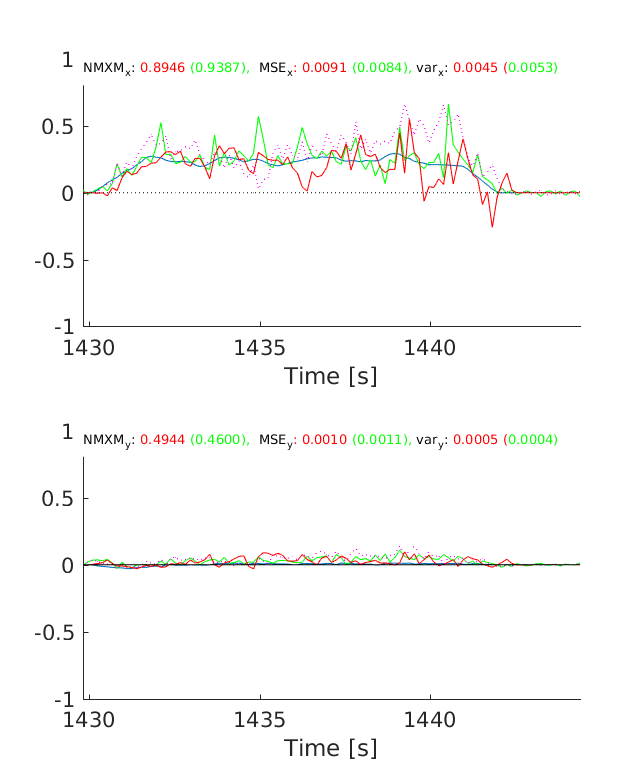 1
NMXMx: 0.8946 (0.9387), MSEx: 0.0091 (0.0084), varx: 0.0045 (0.0053)
0.5
0
-0.5
-1
1430 1435 1440
Time [s]
1
NMXMy: 0.4944 (0.4600), MSEy: 0.0010 (0.0011), vary: 0.0005 (0.0004)
0.5
0
-0.5
-1
1430 1435 1440
Time [s]